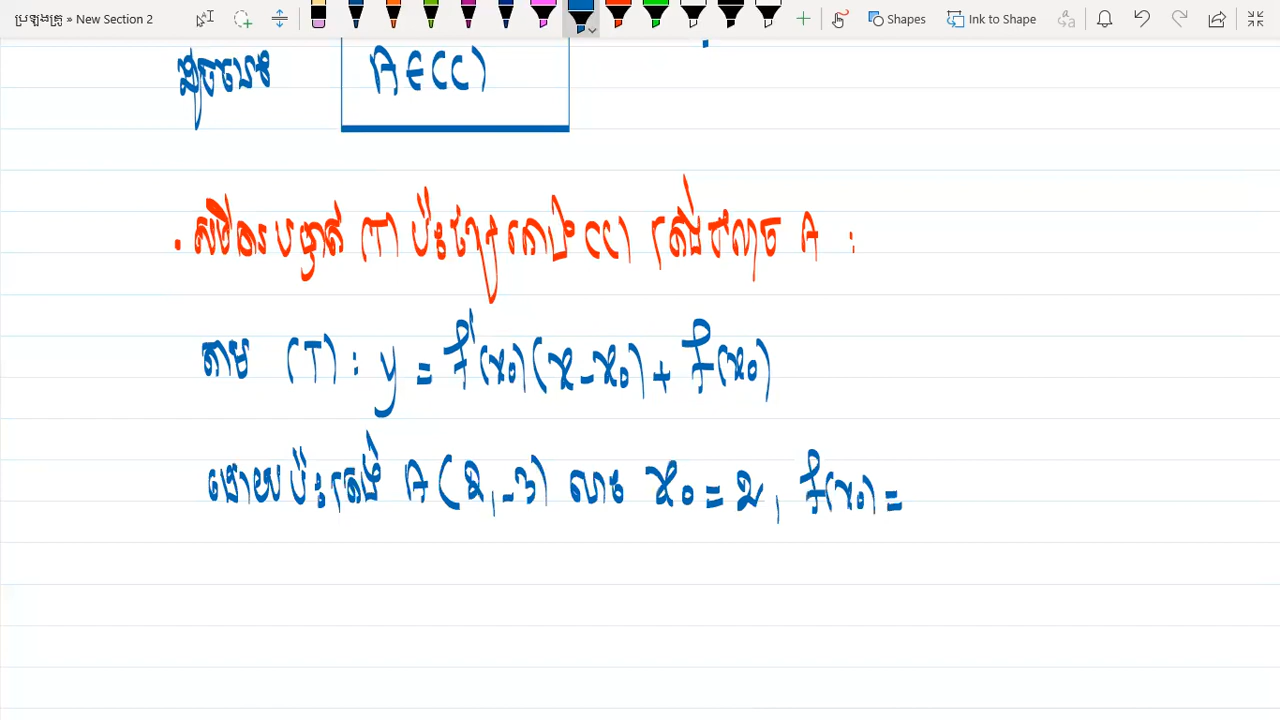 ប្រឡងគ្រូ » New Section 2
Shapes
Ink to Shape
ដូចនេះ A∈(C)
• សមីការបន្ទាត់ (T) ប៉ះខ្សែកោង (C) ត្រង់ចំណុច A :
តាម (T) : y = f'(x₀)(x-x₀) + f(x₀)
ដោយប៉ះត្រង់ A(2,-3) នោះ x₀ = 2, f(x₀) =